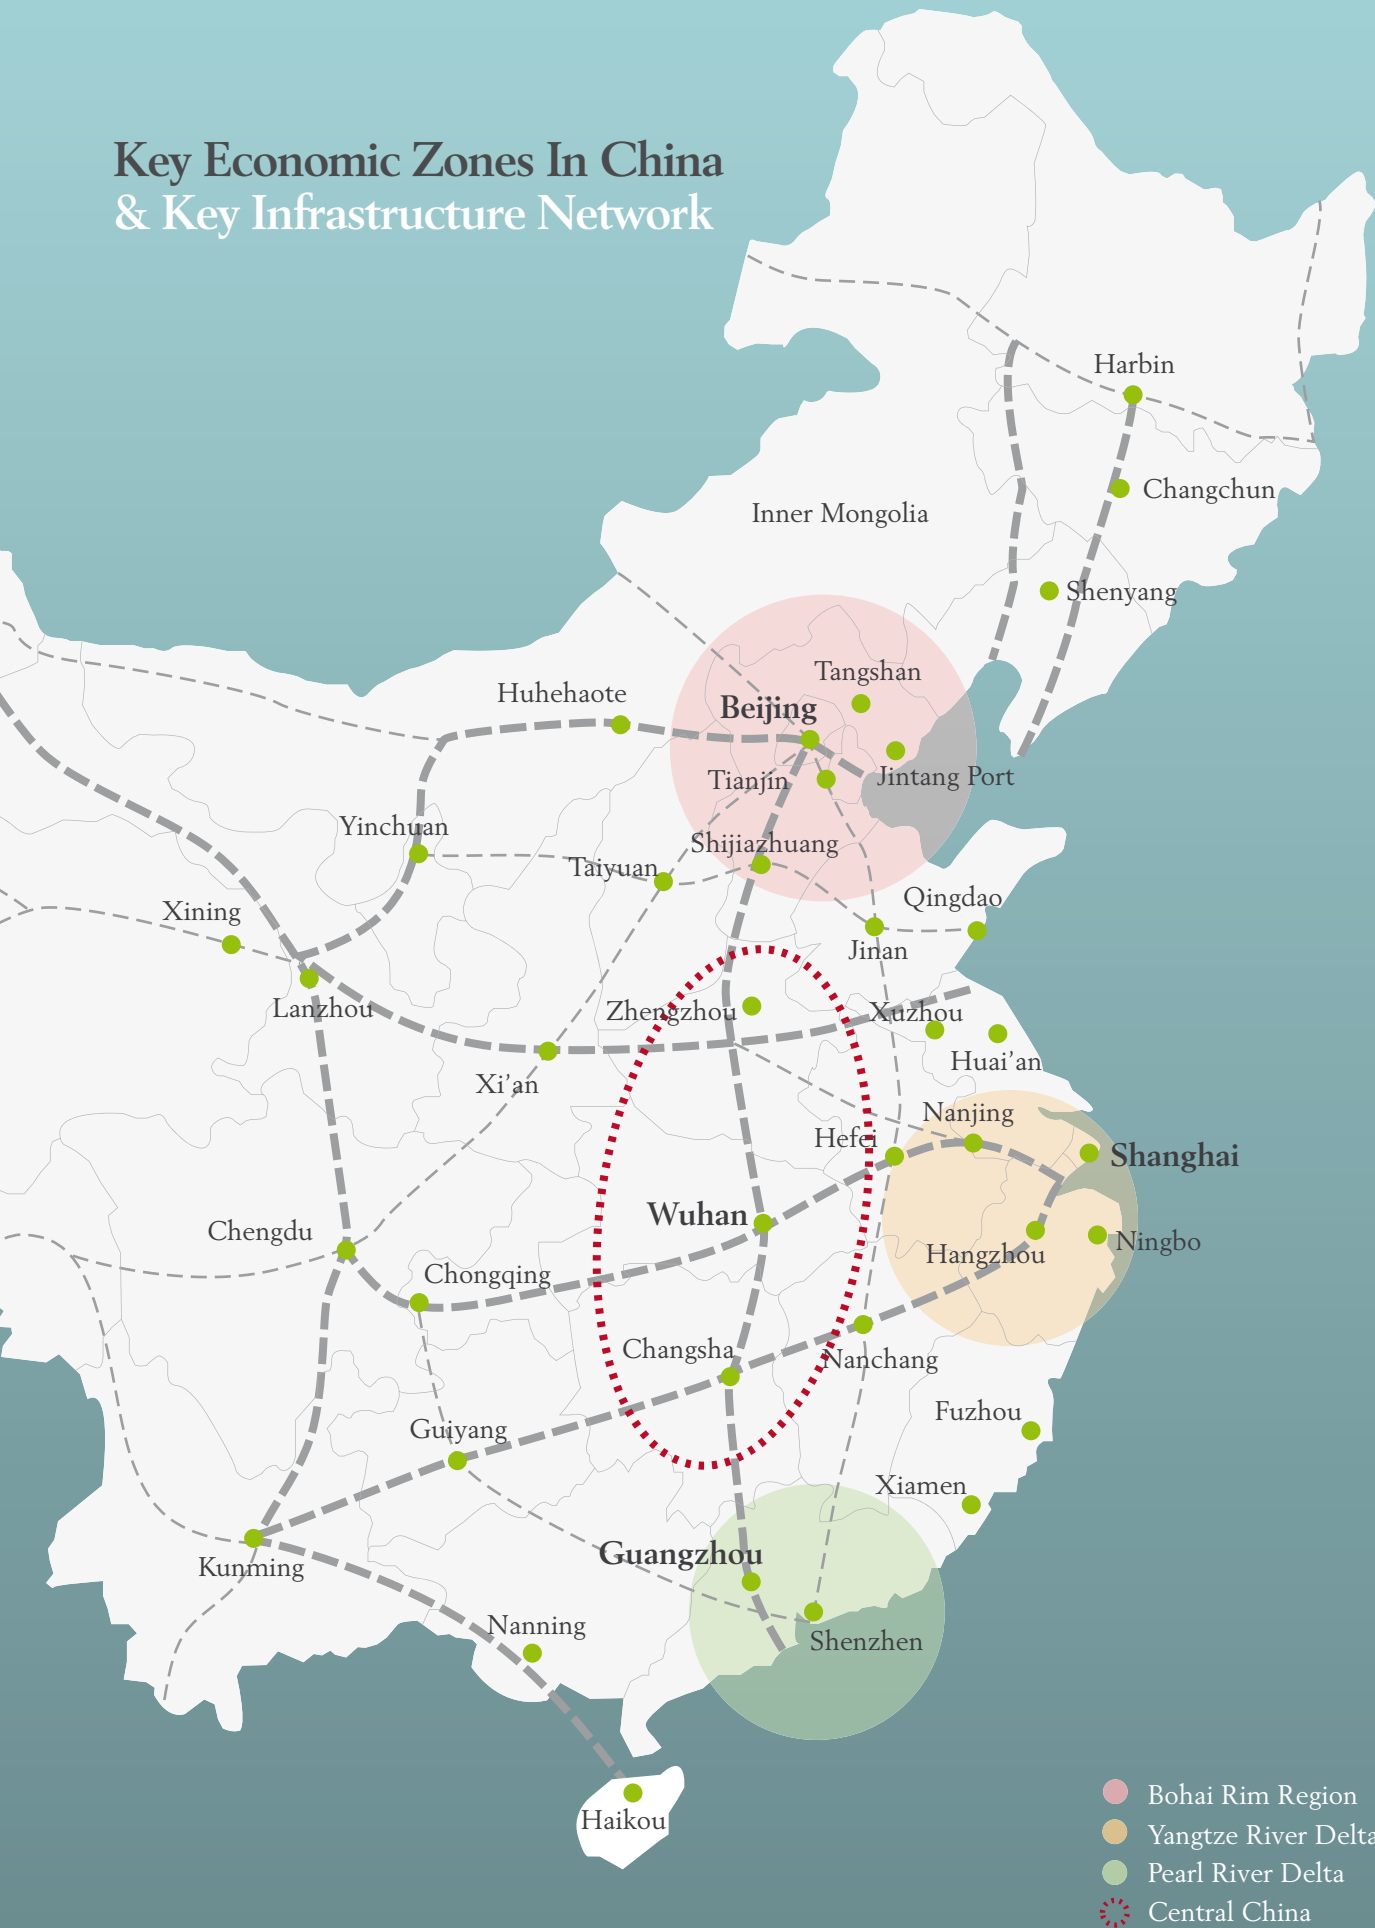 Key Economic Zones In China
& Key Infrastructure Network
Harbin
Changchun
Inner Mongolia
Shenyang
Tangshan
Huhehaote
Beijing
Jintang Port
Tianjin
Yinchuan
Shijiazhuang
Taiyuan
Qingdao
Xining
Jinan
Lanzhou
Zhengzhou
Xuzhou
Huai'an
Xi'an
Nanjing
Hefei
Shanghai
Wuhan
Chengdu
Hangzhou
Ningbo
Chongqing
Changsha
Nanchang
Fuzhou
Guiyang
Xiamen
Guangzhou
Kunming
Nanning
Shenzhen
Haikou
Bohai Rim Region
Yangtze River Delta
Pearl River Delta
Central China